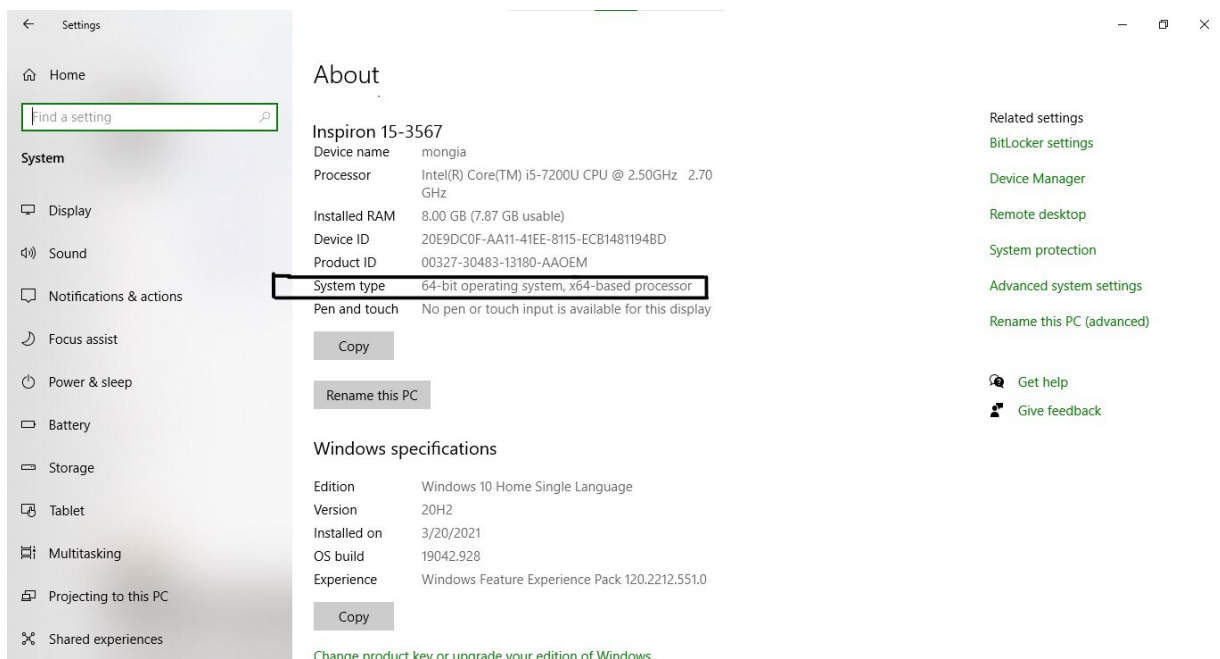 Settings
Home
Find a setting
System
Display
Sound
Notifications & actions
Focus assist
Power & sleep
Battery
Storage
Tablet
Multitasking
Projecting to this PC
Shared experiences
About
Inspiron 15-3567
Device name mongia
Processor Intel(R) Core(TM) i5-7200U CPU @ 2.50GHz 2.70
GHz
Installed RAM 8.00 GB (7.87 GB usable)
Device ID 20E9DC0F-AA11-41EE-8115-ECB1481194BD
Product ID 00327-30483-13180-AAOEM
System type 64-bit operating system, x64-based processor
Pen and touch No pen or touch input is available for this display
Copy
Rename this PC
Windows specifications
Edition Windows 10 Home Single Language
Version 20H2
Installed on 3/20/2021
OS build 19042.928
Experience Windows Feature Experience Pack 120.2212.551.0
Copy
Change product key or upgrade your edition of Windows
Related settings
BitLocker settings
Device Manager
Remote desktop
System protection
Advanced system settings
Rename this PC (advanced)
Get help
Give feedback